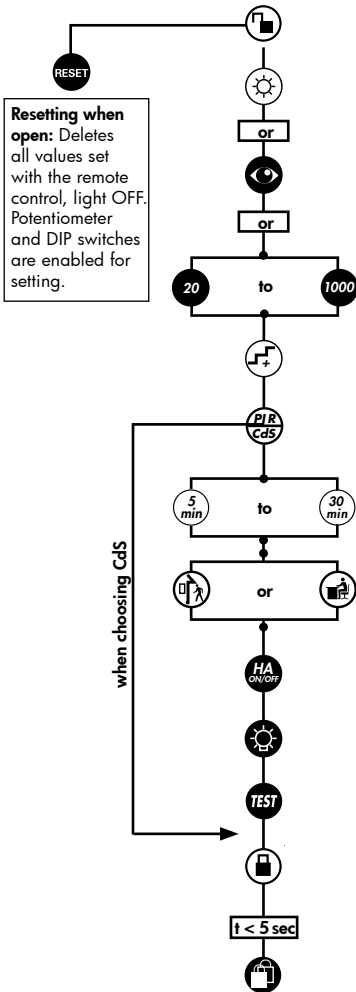 RESET
Resetting when
open: Deletes
all values set
with the remote
control, light OFF.
Potentiometer
and DIP switches
are enabled for
setting.
or
or
20 to 1000
+
PIR
CdS
when choosing CdS
5
min
to
30
min
or
HA
ON/OFF
TEST
t < 5 sec